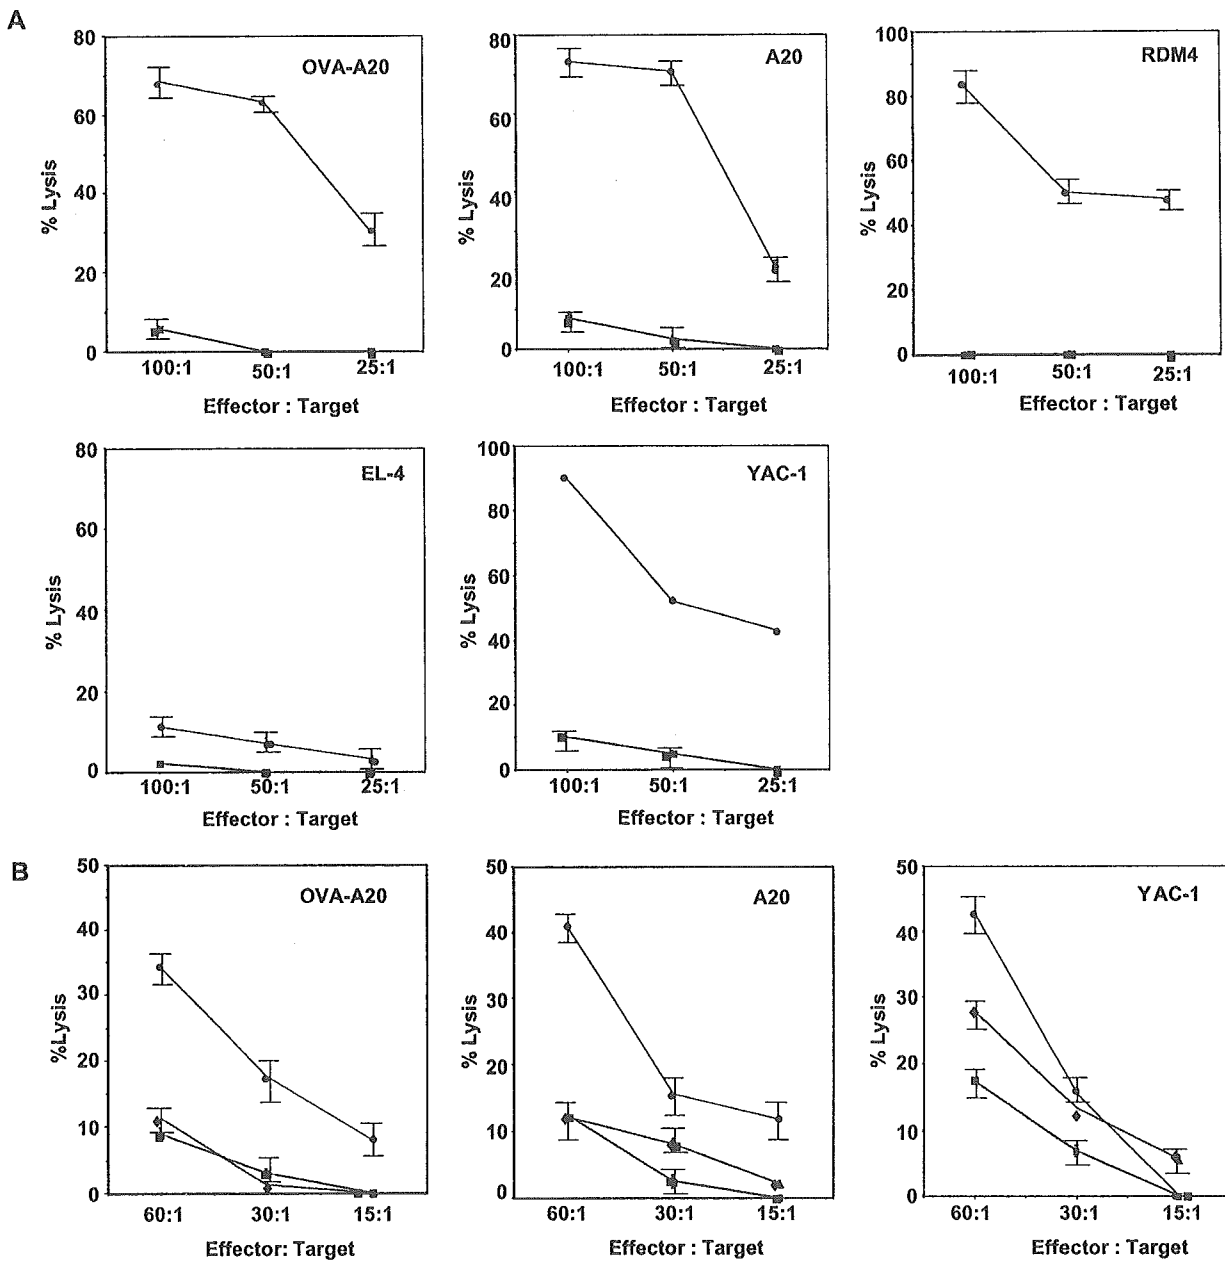 A
OVA-A20
80
60
40
20
0
% Lysis
100:1 50:1 25:1
Effector : Target
A20
80
60
40
20
0
% Lysis
100:1 50:1 25:1
Effector : Target
RDM4
100
80
60
40
20
0
% Lysis
100:1 50:1 25:1
Effector : Target
EL-4
80
60
40
20
0
% Lysis
100:1 50:1 25:1
Effector : Target
YAC-1
100
80
60
40
20
0
% Lysis
100:1 50:1 25:1
Effector : Target
B
OVA-A20
50
40
30
20
10
0
%Lysis
60:1 30:1 15:1
Effector: Target
A20
50
40
30
20
10
0
% Lysis
60:1 30:1 15:1
Effector : Target
YAC-1
50
40
30
20
10
0
% Lysis
60:1 30:1 15:1
Effector : Target